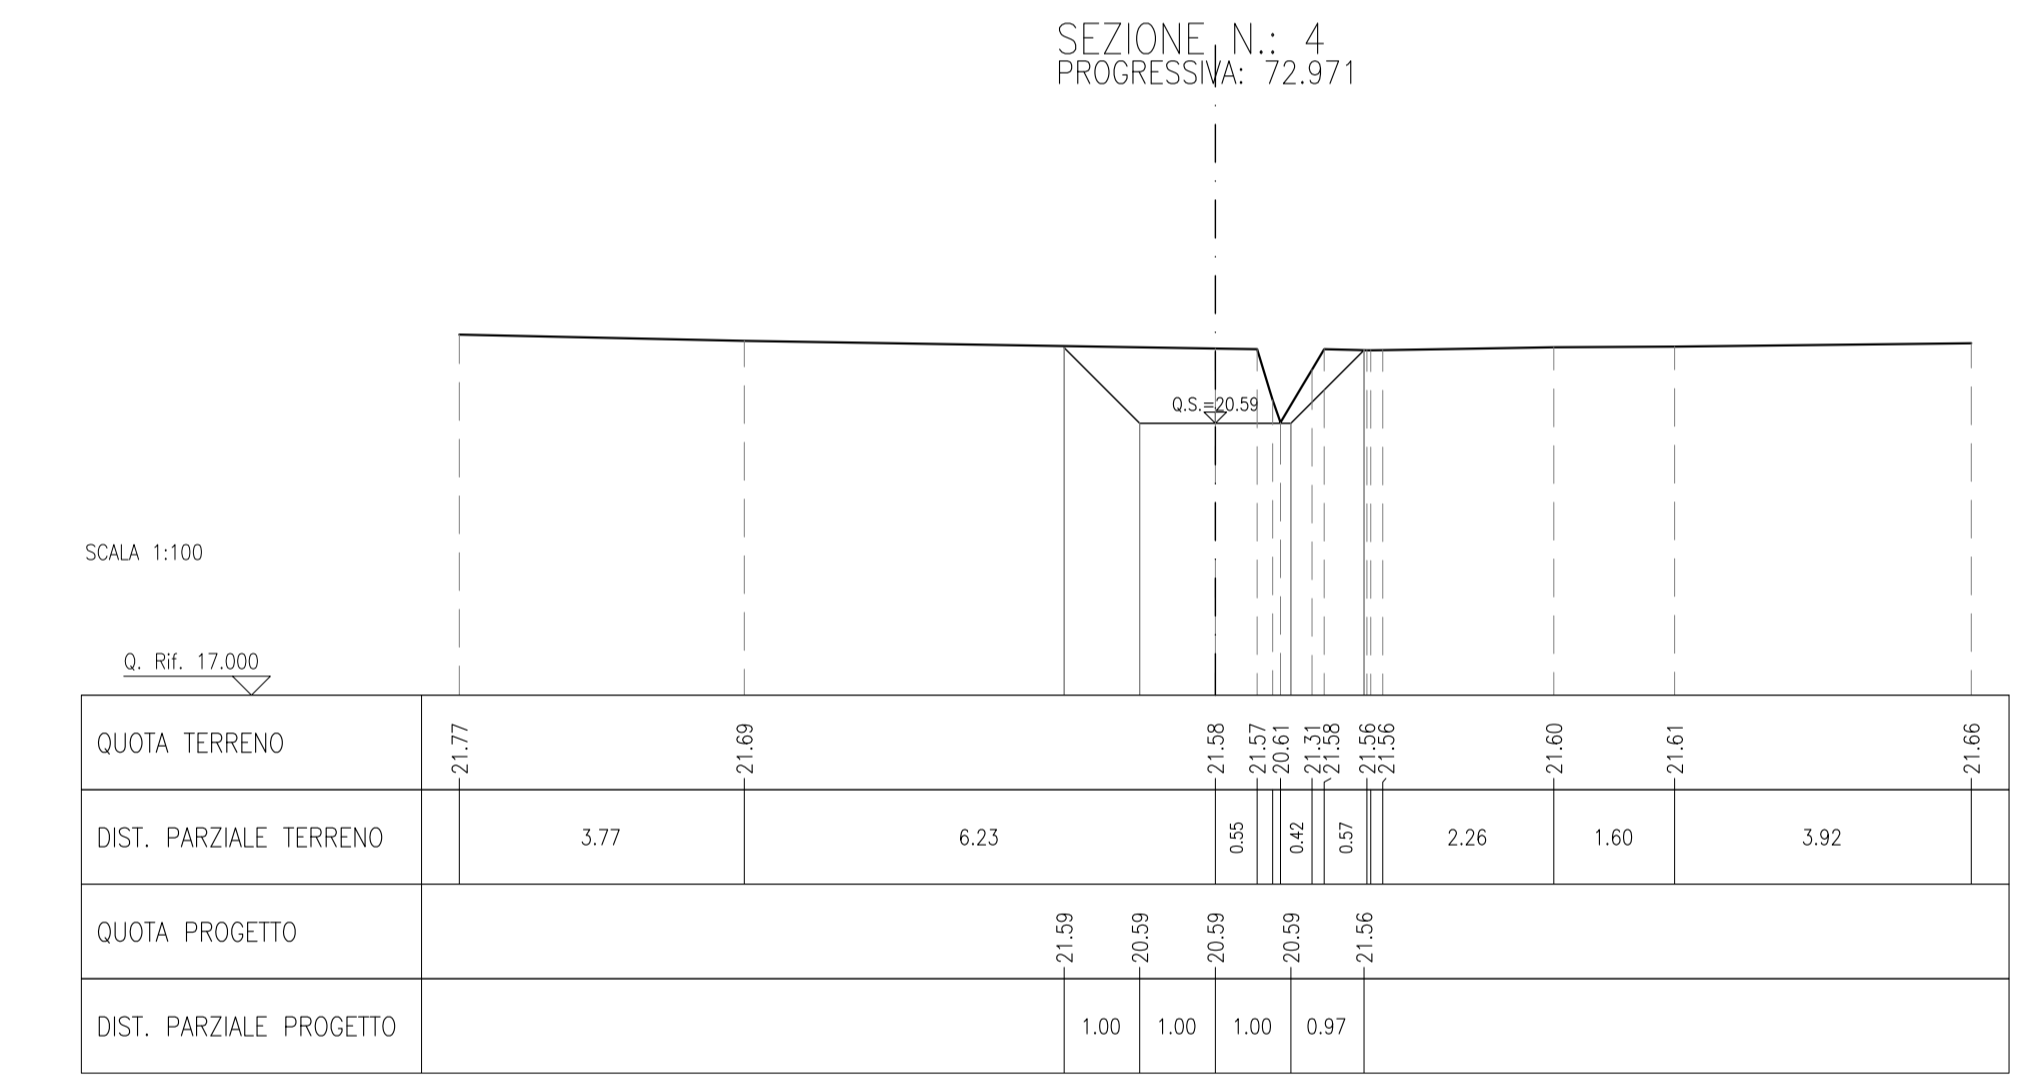 SEZIONE N.: 4
PROGRESSIVA: 72.971
Q.S.=20.59
SCALA 1:100
Q. Rif. 17.000
QUOTA TERRENO 21.77 21.69 21.58 21.57 20.61 21.31 21.58 21.56 21.56 21.60 21.61 21.66
DIST. PARZIALE TERRENO 3.77 6.23 0.55 0.42 0.57 2.26 1.60 3.92
QUOTA PROGETTO 21.59 20.59 20.59 20.59 21.56
DIST. PARZIALE PROGETTO 1.00 1.00 1.00 0.97